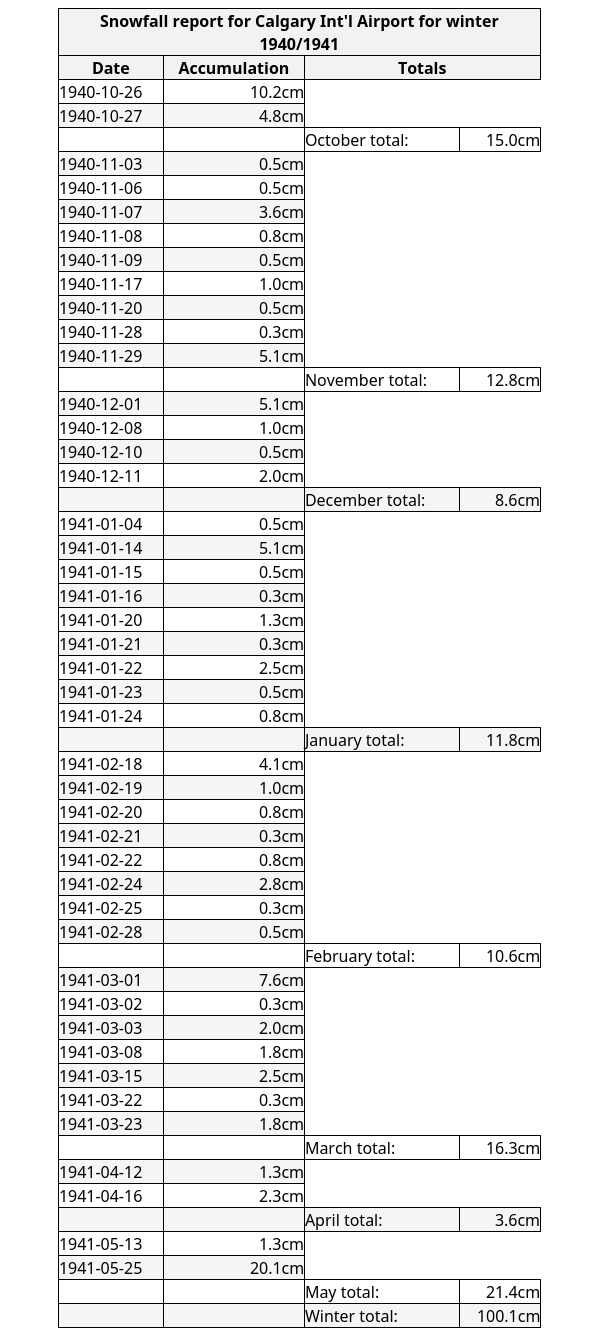 Snowfall report for Calgary Int'l Airport for winter
1940/1941
Date Accumulation Totals
1940-10-26 10.2cm
1940-10-27 4.8cm
October total: 15.0cm
1940-11-03 0.5cm
1940-11-06 0.5cm
1940-11-07 3.6cm
1940-11-08 0.8cm
1940-11-09 0.5cm
1940-11-17 1.0cm
1940-11-20 0.5cm
1940-11-28 0.3cm
1940-11-29 5.1cm
November total: 12.8cm
1940-12-01 5.1cm
1940-12-08 1.0cm
1940-12-10 0.5cm
1940-12-11 2.0cm
December total: 8.6cm
1941-01-04 0.5cm
1941-01-14 5.1cm
1941-01-15 0.5cm
1941-01-16 0.3cm
1941-01-20 1.3cm
1941-01-21 0.3cm
1941-01-22 2.5cm
1941-01-23 0.5cm
1941-01-24 0.8cm
January total: 11.8cm
1941-02-18 4.1cm
1941-02-19 1.0cm
1941-02-20 0.8cm
1941-02-21 0.3cm
1941-02-22 0.8cm
1941-02-24 2.8cm
1941-02-25 0.3cm
1941-02-28 0.5cm
February total: 10.6cm
1941-03-01 7.6cm
1941-03-02 0.3cm
1941-03-03 2.0cm
1941-03-08 1.8cm
1941-03-15 2.5cm
1941-03-22 0.3cm
1941-03-23 1.8cm
March total: 16.3cm
1941-04-12 1.3cm
1941-04-16 2.3cm
April total: 3.6cm
1941-05-13 1.3cm
1941-05-25 20.1cm
May total: 21.4cm
Winter total: 100.1cm